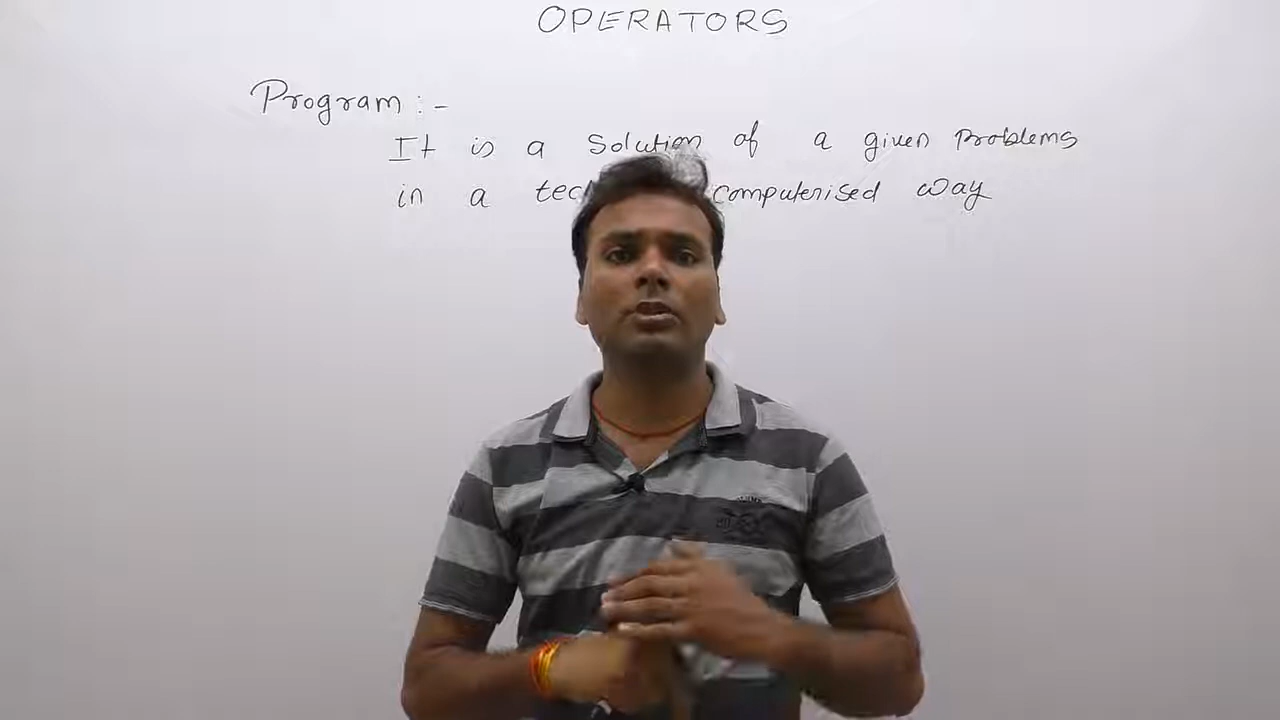 OPERATORS
Program :-
It is a Solution of a given Problems
in a computerised way